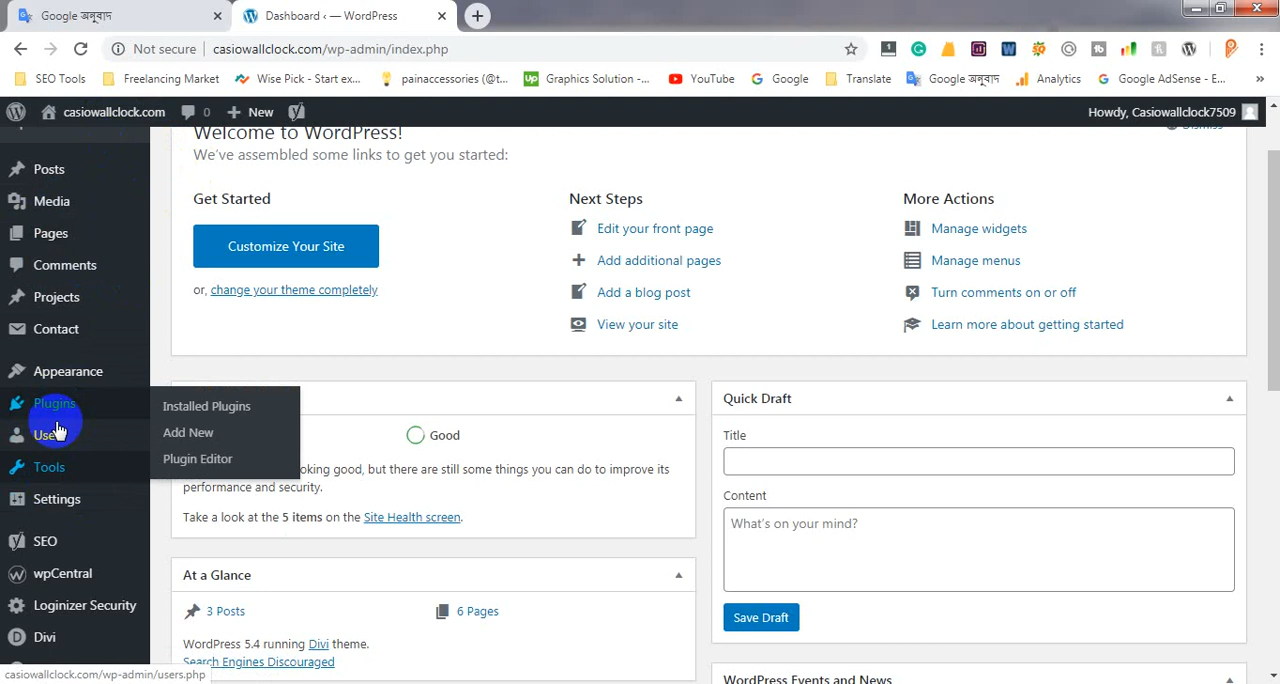 Google অনুবাদ
Dashboard ‹ — WordPress
Not secure
casiowallclock.com/wp-admin/index.php
SEO Tools
Freelancing Market
Wise Pick - Start ex...
painaccessories (@t...
Graphics Solution -...
YouTube
Google
Translate
Google অনুবাদ
Analytics
Google AdSense - E...
»
casiowallclock.com
0
New
Howdy, Casiowallclock7509
Welcome to WordPress!
Dismiss
We've assembled some links to get you started:
Posts
Media
Pages
Comments
Projects
Contact
Appearance
Plugins
Tools
Settings
SEO
wpCentral
Loginizer Security
Divi
Installed Plugins
Add New
Plugin Editor
Get Started
Customize Your Site
or, change your theme completely
Next Steps
Edit your front page
Add additional pages
Add a blog post
View your site
More Actions
Manage widgets
Manage menus
Turn comments on or off
Learn more about getting started
Good
oking good, but there are still some things you can do to improve its
performance and security.
Take a look at the 5 items on the Site Health screen.
At a Glance
3 Posts
6 Pages
WordPress 5.4 running Divi theme.
Search Engines Discouraged
Quick Draft
Title
Content
What's on your mind?
Save Draft
WordPress Events and News
casiowallclock.com/wp-admin/users.php